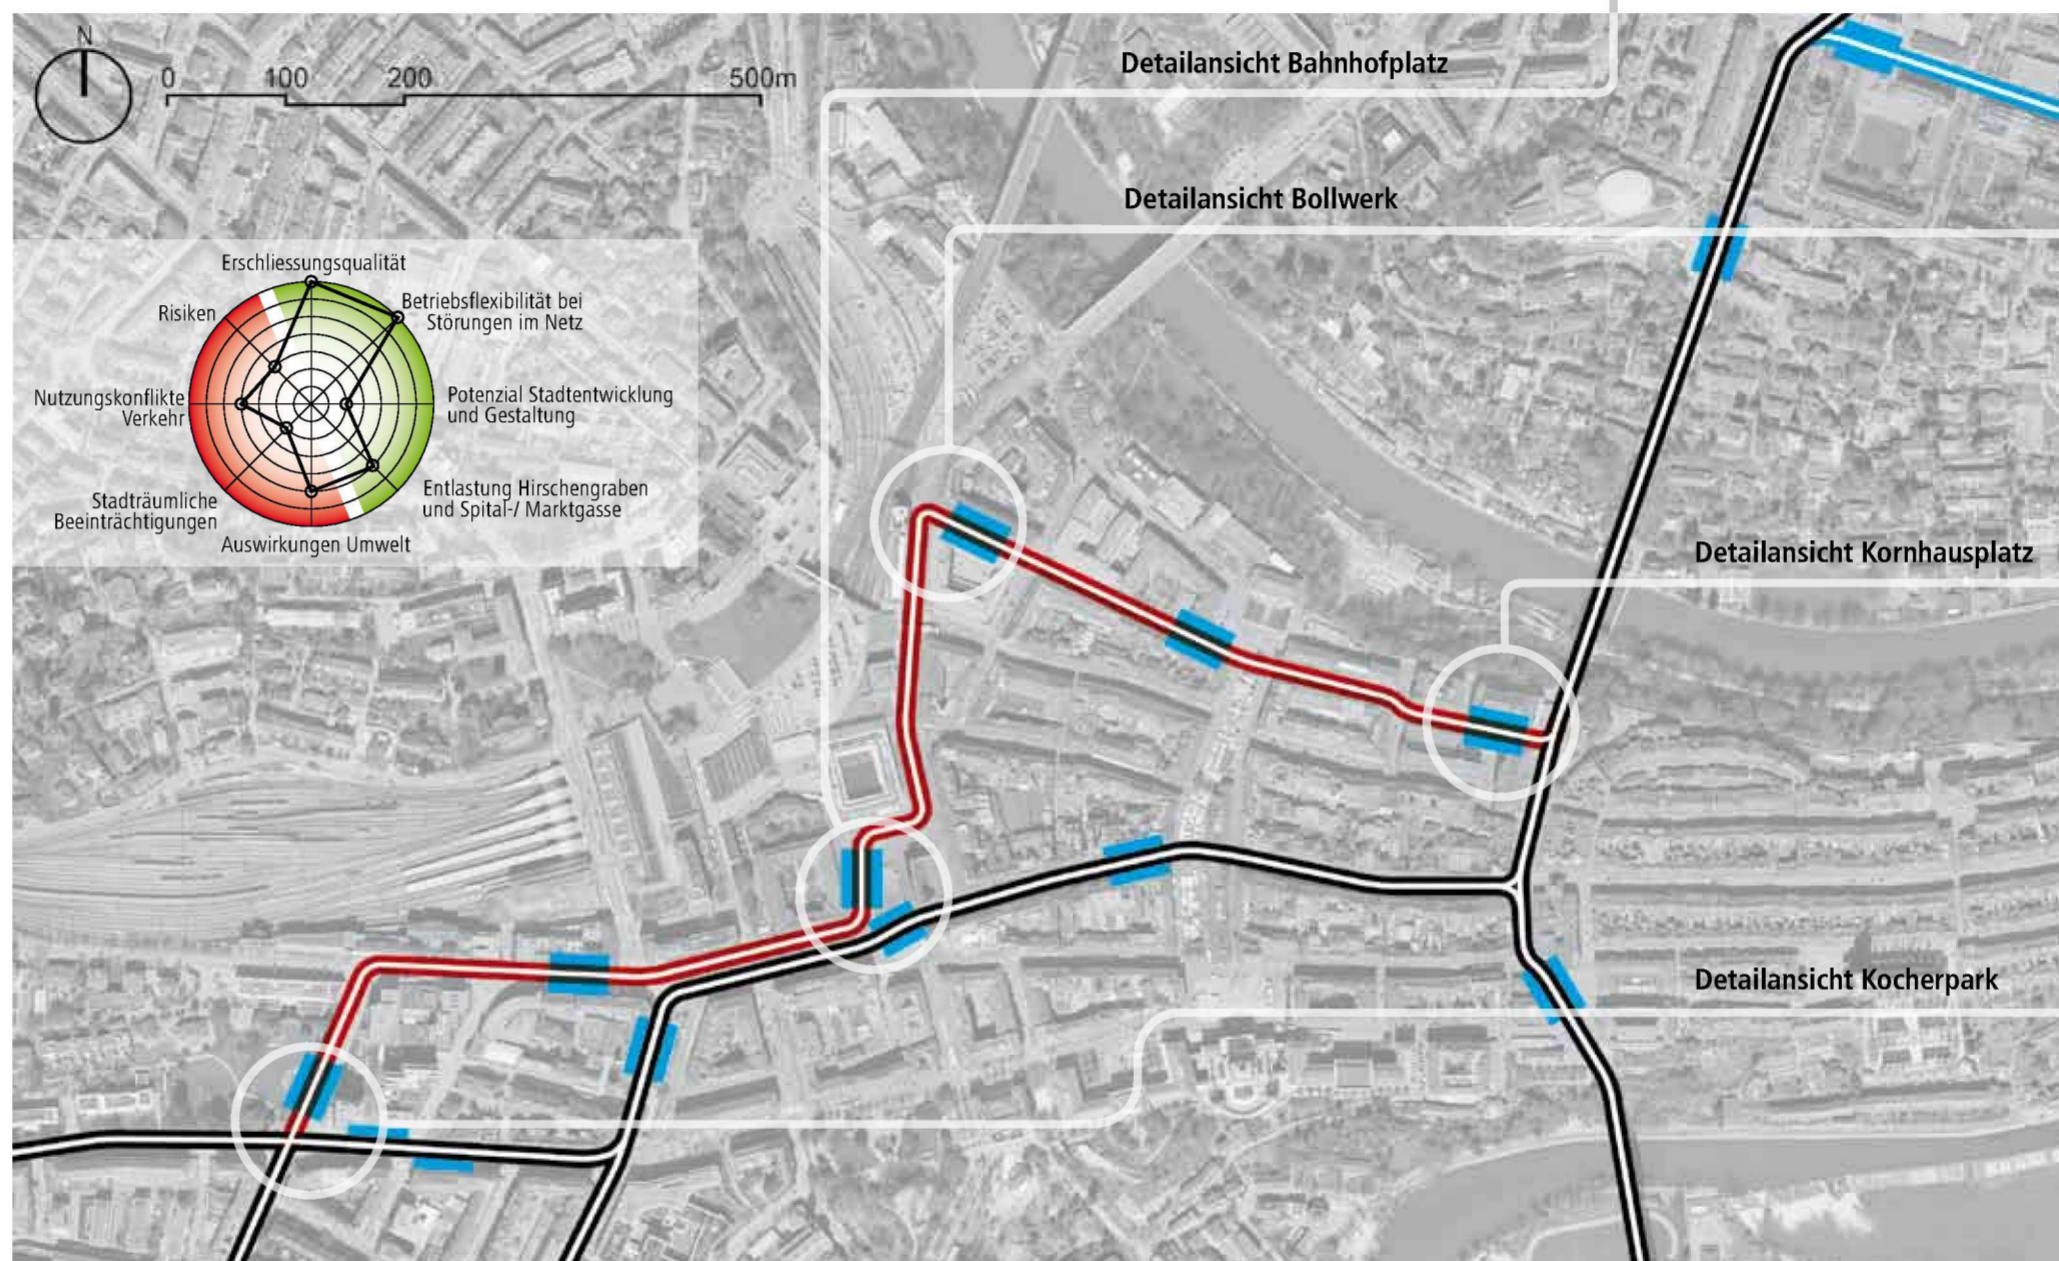 N
0 100 200 500m
Detailansicht Bahnhofplatz
Detailansicht Bollwerk
Erschliessungsqualität
Risiken
Betriebsflexibilität bei
Störungen im Netz
Nutzungskonflikte
Verkehr
Potenzial Stadtentwicklung
und Gestaltung
Stadträumliche
Beeinträchtigungen
Entlastung Hirschengraben
und Spital-/ Marktgasse
Auswirkungen Umwelt
Detailansicht Kornhausplatz
Detailansicht Kocherpark